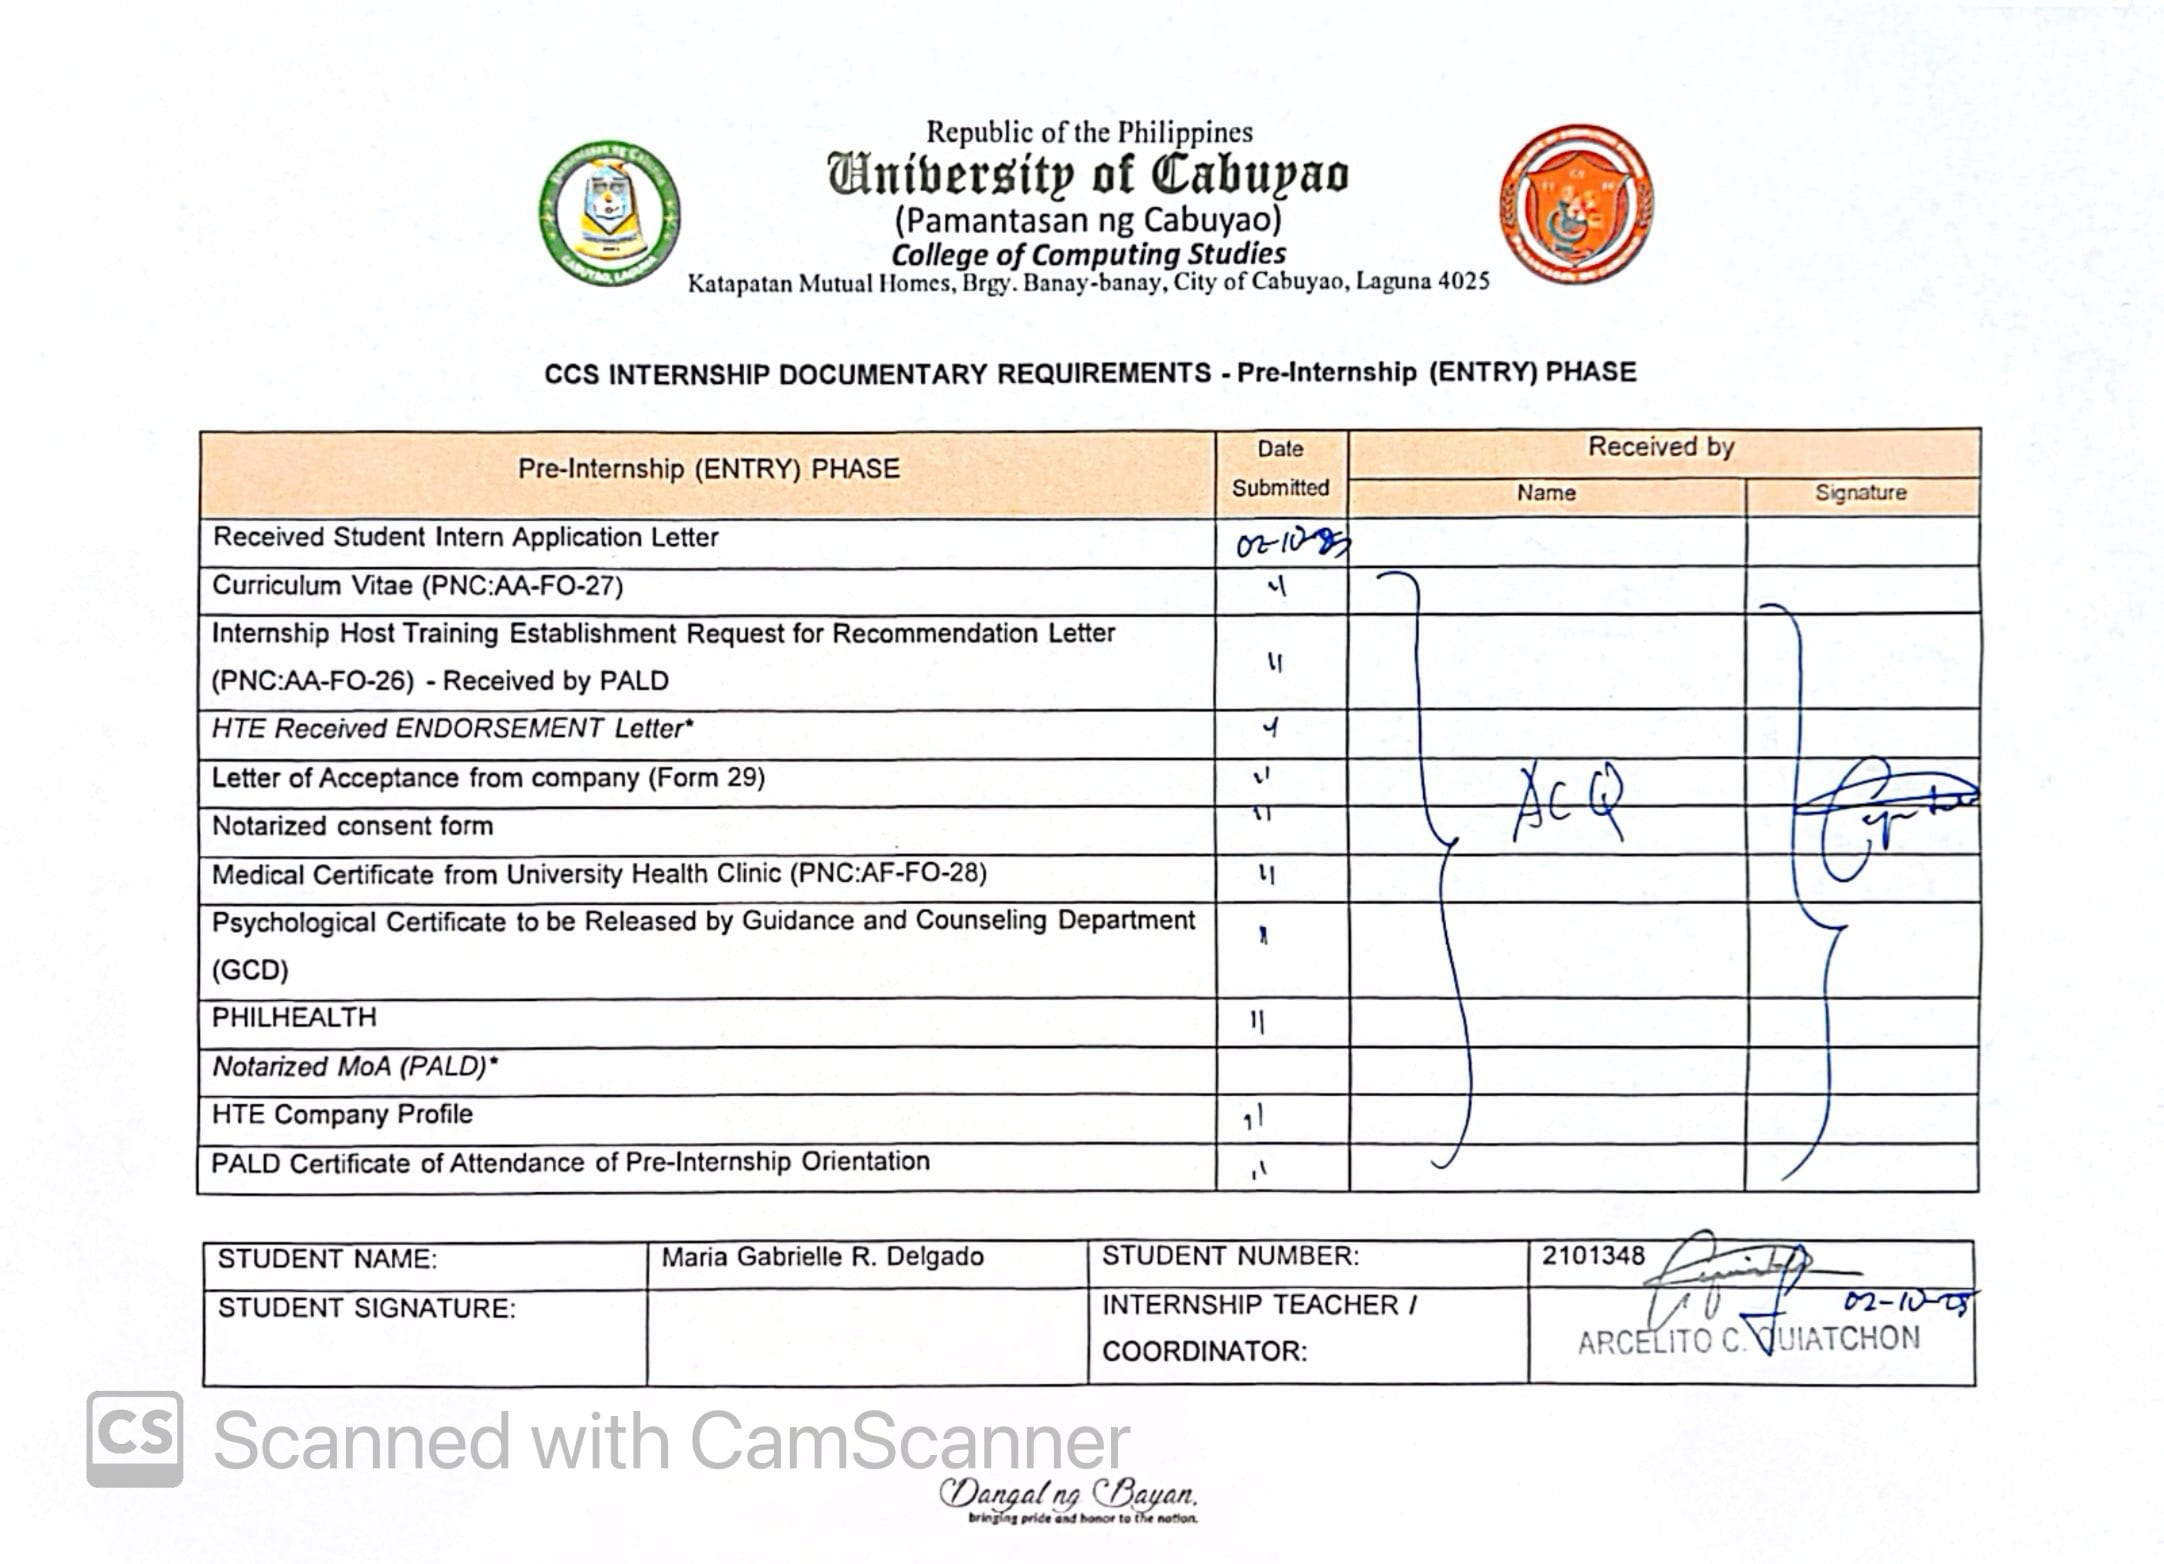 Republic of the Philippines
University of Cabuyao
(Pamantasan ng Cabuyao)
College of Computing Studies
Katapatan Mutual Homes, Brgy. Banay-banay, City of Cabuyao, Laguna 4025
CCS INTERNSHIP DOCUMENTARY REQUIREMENTS - Pre-Internship (ENTRY) PHASE
Pre-Internship (ENTRY) PHASE
Date
Submitted
Received by
Name
Signature
Received Student Intern Application Letter
02-10-25
Curriculum Vitae (PNC:AA-FO-27)
"
Internship Host Training Establishment Request for Recommendation Letter
(PNC:AA-FO-26) - Received by PALD
"
HTE Received ENDORSEMENT Letter*
"
Letter of Acceptance from company (Form 29)
"
ACQ
Notarized consent form
"
Medical Certificate from University Health Clinic (PNC:AF-FO-28)
"
Psychological Certificate to be Released by Guidance and Counseling Department
(GCD)
"
PHILHEALTH
"
Notarized MoA (PALD)*
HTE Company Profile
"
PALD Certificate of Attendance of Pre-Internship Orientation
"
STUDENT NAME:
Maria Gabrielle R. Delgado
STUDENT NUMBER:
2101348
STUDENT SIGNATURE:
INTERNSHIP TEACHER /
COORDINATOR:
02-10-25
ARCELITO C. QUIATCHON
CS Scanned with CamScanner
Dangal ng Bayan.
bringing pride and honor to the nation.